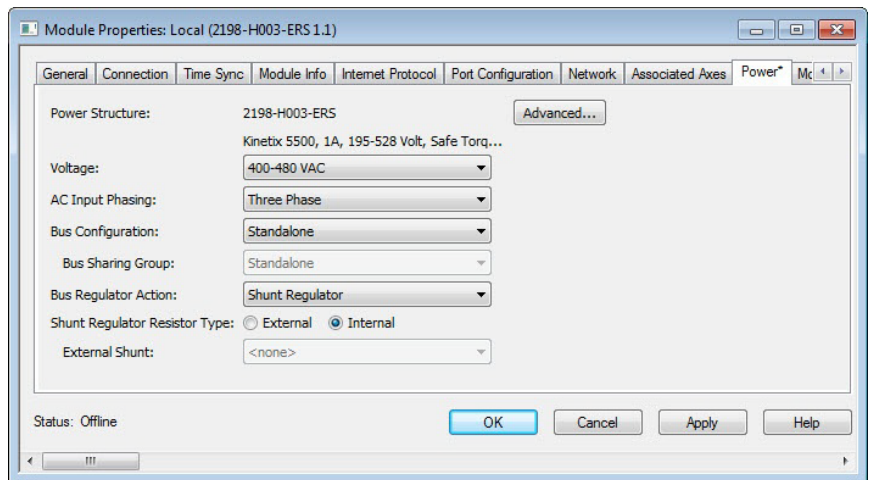 Module Properties: Local (2198-H003-ERS 1.1)
General Connection Time Sync Module Info Internet Protocol Port Configuration Network Associated Axes Power* Mc
Power Structure: 2198-H003-ERS Advanced...
Kinetix 5500, 1A, 195-528 Volt, Safe Torq...
Voltage: 400-480 VAC
AC Input Phasing: Three Phase
Bus Configuration: Standalone
Bus Sharing Group: Standalone
Bus Regulator Action: Shunt Regulator
Shunt Regulator Resistor Type: External Internal
External Shunt: <none>
Status: Offline OK Cancel Apply Help